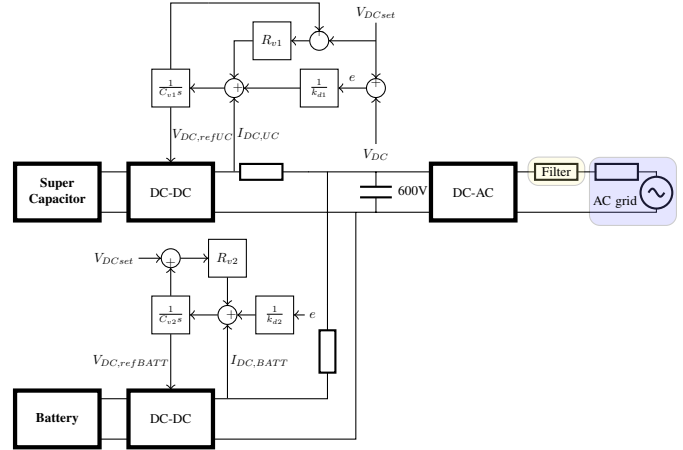 V_{DCset}
R_{v1}
\frac{1}{C_{v1}s}
+
\frac{1}{k_{d1}}
e
+
V_{DC,refUC}
I_{DC,UC}
V_{DC}
Super
Capacitor
DC-DC
600V
DC-AC
Filter
AC grid
V_{DCset}
+
R_{v2}
\frac{1}{C_{v2}s}
+
\frac{1}{k_{d2}}
e
V_{DC,refBATT}
I_{DC,BATT}
Battery
DC-DC